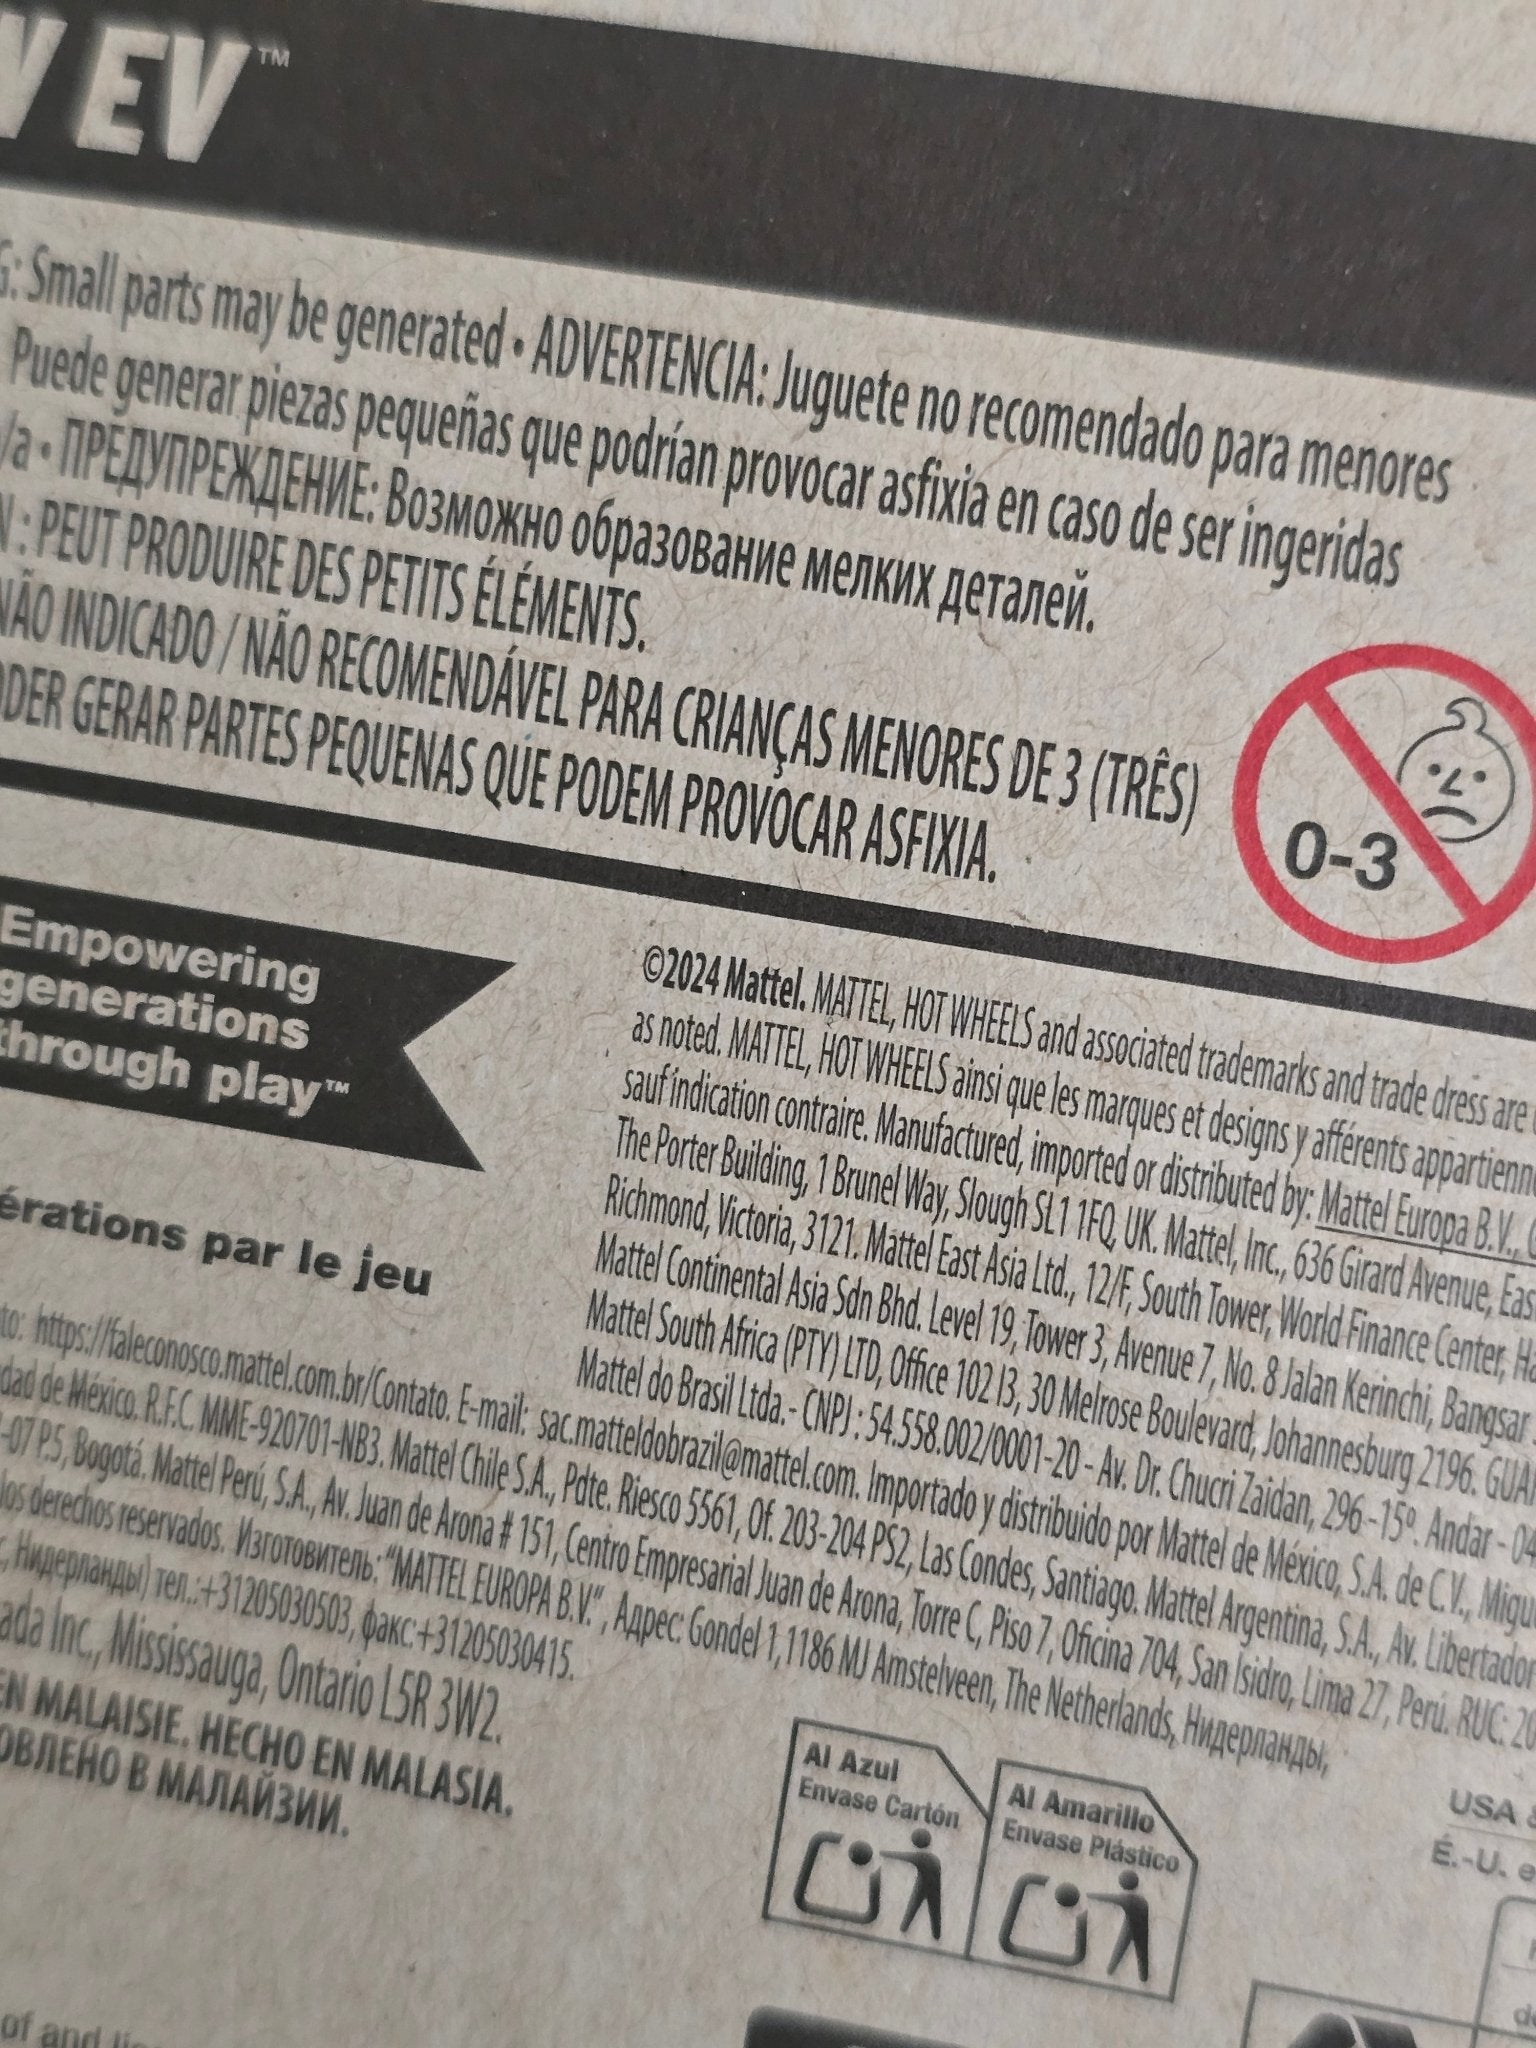 EV™
Small parts may be generated • ADVERTENCIA: Juguete no recomendado para menores
Puede generar piezas pequeñas que podrían provocar asfixia en caso de ser ingeridas
/a • ПРЕДУПРЕЖДЕНИЕ: Возможно образование мелких деталей.
: PEUT PRODUIRE DES PETITS ÉLÉMENTS.
NÃO INDICADO / NÃO RECOMENDÁVEL PARA CRIANÇAS MENORES DE 3 (TRÊS)
GERAR PARTES PEQUENAS QUE PODEM PROVOCAR ASFIXIA.
0-3
Empowering
generations
through play™
érations par le jeu
©2024 Mattel. MATTEL, HOT WHEELS and associated trademarks and trade dress are
as noted. MATTEL, HOT WHEELS ainsi que les marques et designs y afférents
sauf indication contraire. Manufactured, imported or distributed by: Mattel Europa B.V.,
The Porter Building, 1 Brunel Way, Slough SL1 1FQ, UK. Mattel, Inc., 636 Girard Avenue,
Richmond, Victoria, 3121. Mattel East Asia Ltd., 12/F, South Tower, World Finance Center,
Mattel Continental Asia Sdn Bhd. Level 19, Tower 3, Avenue 7, No. 8 Jalan Kerinchi, Bangsar
Mattel South Africa (PTY) LTD, Office 102 I3, 30 Melrose Boulevard, Johannesburg 2196.
Mattel do Brasil Ltda.- CNPJ : 54.558.002/0001-20 - Av. Dr. Chucri Zaidan, 296 -15º. Andar - 04
https://faleconosco.mattel.com.br/Contato. E-mail: sac.matteldobrazil@mattel.com. Importado y distribuido por Mattel de México, S.A. de C.V.,
de México. R.F.C. MME-920701-NB3. Mattel Chile S.A., Pdte. Riesco 5561, Of. 203-204 PS2, Las Condes, Santiago. Mattel Argentina, S.A., Av. Libertador
-07 P.5, Bogotá. Mattel Perú, S.A., Av. Juan de Arona # 151, Centro Empresarial Juan de Arona, Torre C, Piso 7, Oficina 704, San Isidro, Lima 27, Perú. RUC: 20
los derechos reservados. Изготовитель: “MATTEL EUROPA B.V.”, Адрес: Gondel 1, 1186 MJ Amstelveen, The Netherlands, Нидерланды,
Нидерланды) тел.:+31205030503, факс:+31205030415.
Inc., Mississauga, Ontario L5R 3W2.
EN MALAISIE. HECHO EN MALASIA.
В МАЛАЙЗИИ.
Al Azul
Envase Cartón
Al Amarillo
Envase Plástico
USA
É.-U.
of and